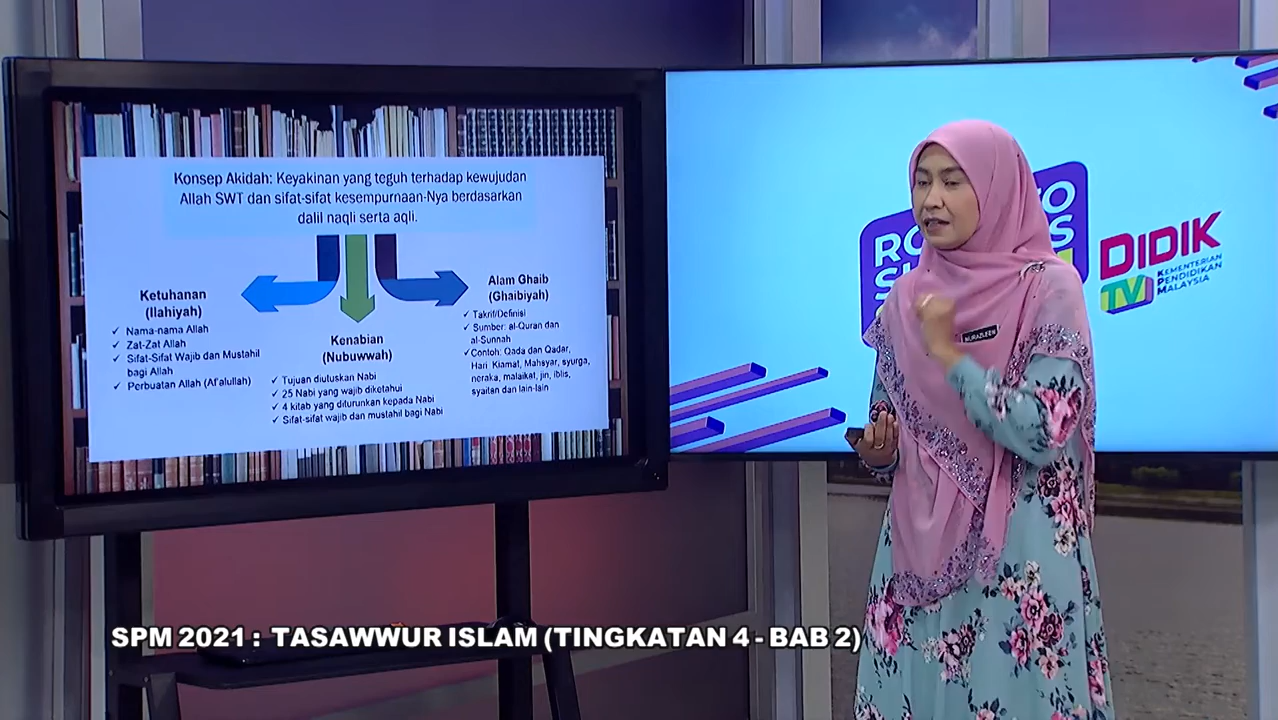 Konsep Akidah: Keyakinan yang teguh terhadap kewujudan
Allah SWT dan sifat-sifat kesempurnaan-Nya berdasarkan
dalil naqli serta aqli.
Ketuhanan
(Ilahiyah)
✓ Nama-nama Allah
✓ Zat-Zat Allah
✓ Sifat-Sifat Wajib dan Mustahil
bagi Allah
✓ Perbuatan Allah (Af'alullah)
Kenabian
(Nubuwwah)
✓ Tujuan diutuskan Nabi
✓ 25 Nabi yang wajib diketahui
✓ 4 kitab yang diturunkan kepada Nabi
✓ Sifat-sifat wajib dan mustahil bagi Nabi
Alam Ghaib
(Ghaibiyah)
✓ Takrif/Definisi
✓ Sumber: al-Quran dan
al-Sunnah
✓ Contoh: Qada dan Qadar,
Hari Kiamat, Mahsyar, syurga,
neraka, malaikat, jin, iblis,
syaitan dan lain-lain
DIDIK
TV
KEMENTERIAN
PENDIDIKAN
MALAYSIA
SPM 2021 : TASAWWUR ISLAM (TINGKATAN 4 - BAB 2)